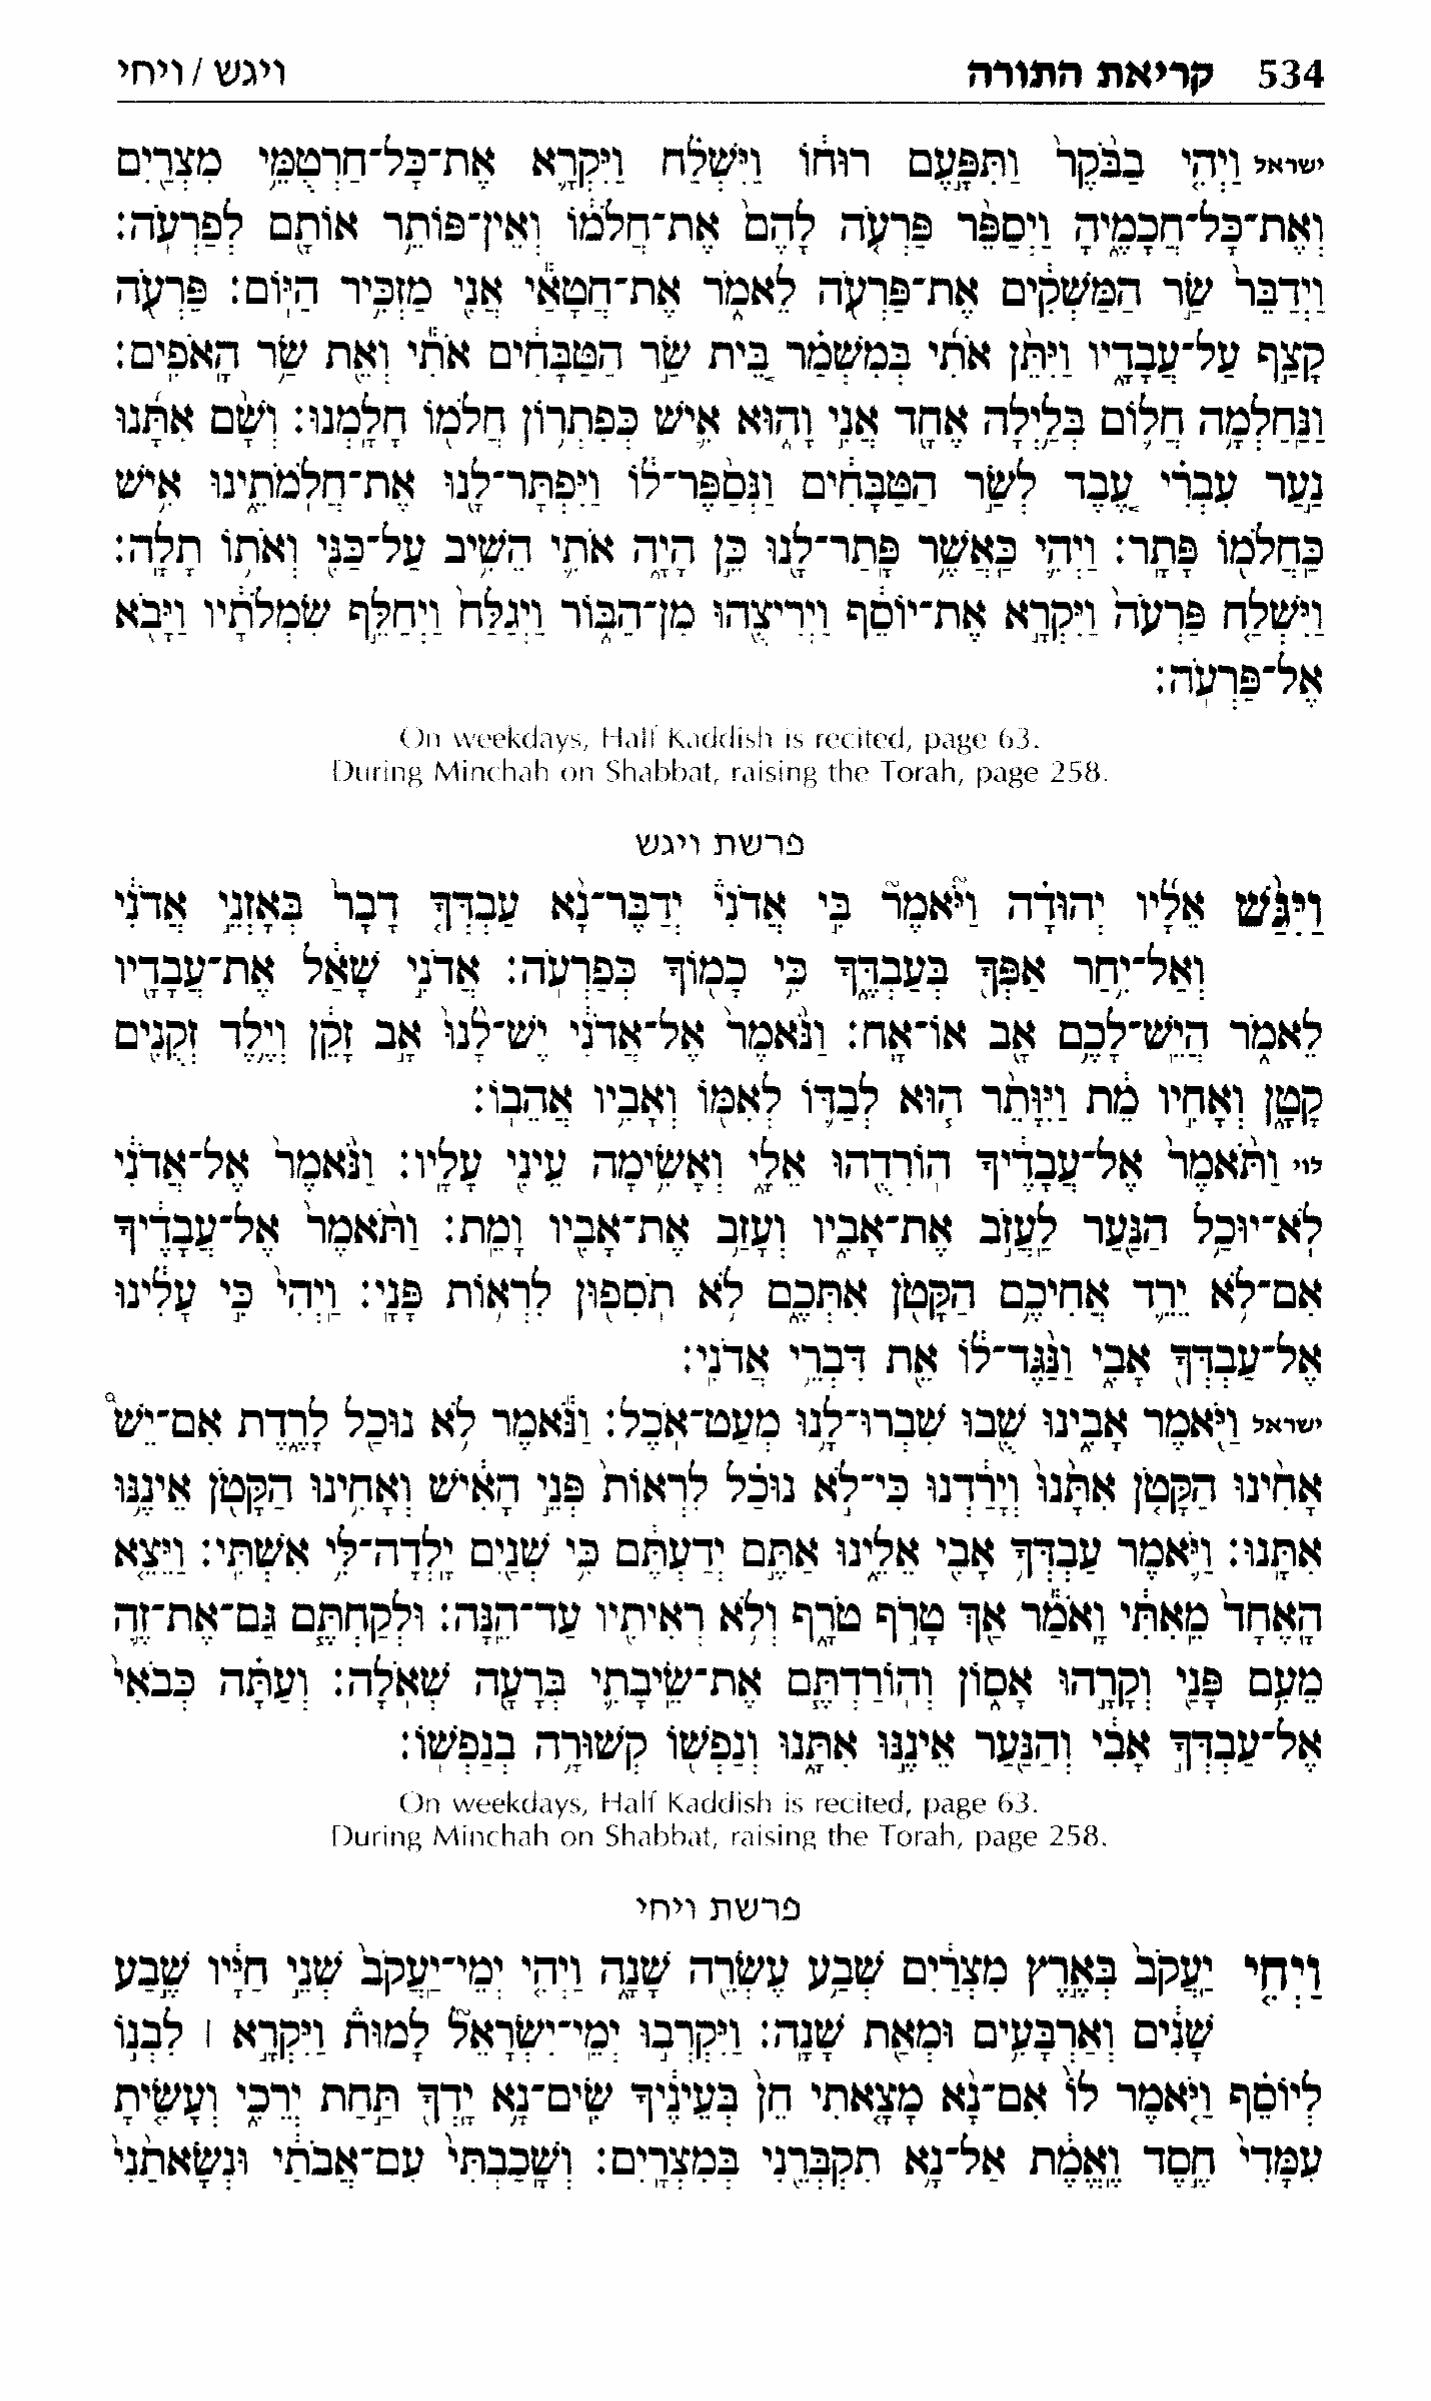 534 קריאת התורה ויגש / ויחי
ישראל וַיְהִ֤י בַבֹּ֙קֶר֙ וַתִּפָּ֣עֶם רוּח֔וֹ וַיִּשְׁלַ֗ח וַיִּקְרָ֛א אֶת־כָּל־חַרְטֻמֵּ֥י מִצְרַ֖יִם
וְאֶת־כָּל־חֲכָמֶ֑יהָ וַיְסַפֵּ֨ר פַּרְעֹ֤ה לָהֶם֙ אֶת־חֲלֹמ֔וֹ וְאֵין־פּוֹתֵ֥ר אוֹתָ֖ם לְפַרְעֹֽה׃
וַיְדַבֵּר֙ שַׂ֣ר הַמַּשְׁקִ֔ים אֶת־פַּרְעֹ֖ה לֵאמֹ֑ר אֶת־חֲטָאַ֕י אֲנִ֖י מַזְכִּ֥יר הַיּֽוֹם׃ פַּרְעֹ֖ה
קָצַ֣ף עַל־עֲבָדָ֑יו וַיִּתֵּ֨ן אֹתִ֜י בְּמִשְׁמַ֗ר בֵּ֚ית שַׂ֣ר הַטַּבָּחִ֔ים אֹתִ֕י וְאֵ֖ת שַׂ֥ר הָאֹפִֽים׃
וַנַּֽחַלְמָ֥ה חֲל֛וֹם בְּלַ֥יְלָה אֶחָ֖ד אֲנִ֣י וָה֑וּא אִ֛ישׁ כְּפִתְר֥וֹן חֲלֹמ֖וֹ חָלָֽמְנוּ׃ וְשָׁ֨ם אִתָּ֜נוּ
נַ֣עַר עִבְרִ֗י עֶ֚בֶד לְשַׂ֣ר הַטַּבָּחִ֔ים וַנְּ֨סַפֶּר־ל֔וֹ וַיִּפְתָּר־לָ֖נוּ אֶת־חֲלֹמֹתֵ֑ינוּ אִ֥ישׁ
כַּֽחֲלֹמ֖וֹ פָּתָֽר׃ וַיְהִ֛י כַּֽאֲשֶׁ֥ר פָּֽתַר־לָ֖נוּ כֵּ֣ן הָיָ֑ה אֹתִ֛י הֵשִׁ֥יב עַל־כַּנִּ֖י וְאֹת֥וֹ תָלָֽה׃
וַיִּשְׁלַ֤ח פַּרְעֹה֙ וַיִּקְרָ֣א אֶת־יוֹסֵ֔ף וַיְרִיצֻ֖הוּ מִן־הַבּ֑וֹר וַיְגַלַּח֙ וַיְחַלֵּ֣ף שִׂמְלֹתָ֔יו וַיָּבֹ֖א
אֶל־פַּרְעֹֽה׃
On weekdays, Half Kaddish is recited, page 63.
During Minchah on Shabbat, raising the Torah, page 258.
פרשת ויגש
וַיִּגַּ֨שׁ אֵלָ֜יו יְהוּדָ֗ה וַיֹּ֘אמֶר֮ בִּ֣י אֲדֹנִי֒ יְדַבֶּר־נָ֨א עַבְדְּךָ֤ דָבָר֙ בְּאָזְנֵ֣י אֲדֹנִ֔י
וְאַל־יִ֥חַר אַפְּךָ֖ בְּעַבְדֶּ֑ךָ כִּ֥י כָמ֖וֹךָ כְּפַרְעֹֽה׃ אֲדֹנִ֣י שָׁאַ֔ל אֶת־עֲבָדָ֖יו
לֵאמֹ֑ר הֲיֵשׁ־לָכֶ֥ם אָ֖ב אוֹ־אָֽח׃ וַנֹּ֙אמֶר֙ אֶל־אֲדֹנִ֔י יֶשׁ־לָ֙נוּ֙ אָ֣ב זָקֵ֔ן וְיֶ֥לֶד זְקֻנִ֖ים
קָטָ֑ן וְאָחִ֣יו מֵ֔ת וַיִּוָּתֵ֨ר ה֧וּא לְבַדּ֛וֹ לְאִמּ֖וֹ וְאָבִ֥יו אֲהֵבֽוֹ׃
לוי וַתֹּ֙אמֶר֙ אֶל־עֲבָדֶ֔יךָ הֽוֹרִדֻ֖הוּ אֵלָ֑י וְאָשִׂ֥ימָה עֵינִ֖י עָלָֽיו׃ וַנֹּ֙אמֶר֙ אֶל־אֲדֹנִ֔י
לֹֽא־יוּכַ֥ל הַנַּ֖עַר לַֽעֲזֹ֣ב אֶת־אָבִ֑יו וְעָזַ֥ב אֶת־אָבִ֖יו וָמֵֽת׃ וַתֹּ֙אמֶר֙ אֶל־עֲבָדֶ֔יךָ
אִם־לֹ֥א יֵרֵ֛ד אֲחִיכֶ֥ם הַקָּטֹ֖ן אִתְּכֶ֑ם לֹ֥א תֹסִפ֖וּן לִרְא֥וֹת פָּנָֽי׃ וַֽיְהִי֙ כִּ֣י עָלִ֔ינוּ
אֶֽל־עַבְדְּךָ֖ אָבִ֑י וַנַּ֨גֶּד־ל֔וֹ אֵ֖ת דִּבְרֵ֥י אֲדֹנִֽי׃
ישראל וַיֹּ֖אמֶר אָבִ֑ינוּ שֻׁ֖בוּ שִׁבְרוּ־לָ֥נוּ מְעַט־אֹֽכֶל׃ וַנֹּ֕אמֶר לֹ֥א נוּכַ֖ל לָרֶ֑דֶת אִם־יֵשׁ֩
אָחִ֨ינוּ הַקָּטֹ֤ן אִתָּ֙נוּ֙ וְיָרַ֔דְנוּ כִּי־לֹ֣א נוּכַ֗ל לִרְאוֹת֙ פְּנֵ֣י הָאִ֔ישׁ וְאָחִ֥ינוּ הַקָּטֹ֖ן אֵינֶ֥נּוּ
אִתָּֽנוּ׃ וַיֹּ֛אמֶר עַבְדְּךָ֥ אָבִ֖י אֵלֵ֑ינוּ אַתֶּ֣ם יְדַעְתֶּ֔ם כִּ֥י שְׁנַ֖יִם יָֽלְדָה־לִּ֥י אִשְׁתִּֽי׃ וַיֵּצֵ֤א
הָֽאֶחָד֙ מֵֽאִתִּ֔י וָֽאֹמַ֕ר אַ֖ךְ טָרֹ֣ף טֹרָ֑ף וְלֹ֥א רְאִיתִ֖יו עַד־הֵֽנָּה׃ וּלְקַחְתֶּ֧ם גַּם־אֶת־זֶ֛ה
מֵעִ֥ם פָּנַ֖י וְקָרָ֣הוּ אָס֑וֹן וְהֽוֹרַדְתֶּ֧ם אֶת־שֵֽׂיבָתִ֛י בְּרָעָ֖ה שְׁאֹֽלָה׃ וְעַתָּ֗ה כְּבֹאִי֙
אֶל־עַבְדְּךָ֣ אָבִ֔י וְהַנַּ֖עַר אֵינֶ֣נּוּ אִתָּ֑נוּ וְנַפְשׁ֖וֹ קְשׁוּרָ֥ה בְנַפְשֽׁוֹ׃
On weekdays, Half Kaddish is recited, page 63.
During Minchah on Shabbat, raising the Torah, page 258.
פרשת ויחי
וַיְחִ֤י יַֽעֲקֹב֙ בְּאֶ֣רֶץ מִצְרַ֔יִם שְׁבַ֥ע עֶשְׂרֵ֖ה שָׁנָ֑ה וַיְהִ֤י יְמֵי־יַֽעֲקֹב֙ שְׁנֵ֣י חַיָּ֔יו שֶׁ֣בַע
שָׁנִ֔ים וְאַרְבָּעִ֥ים וּמְאַ֖ת שָׁנָֽה׃ וַיִּקְרְב֣וּ יְמֵֽי־יִשְׂרָאֵל֮ לָמוּת֒ וַיִּקְרָ֣א ׀ לִבְנ֣וֹ
לְיוֹסֵ֗ף וַיֹּ֤אמֶר לוֹ֙ אִם־נָ֨א מָצָ֤אתִי חֵן֙ בְּעֵינֶ֔יךָ שִֽׂים־נָ֥א יָֽדְךָ֖ תַּ֣חַת יְרֵכִ֑י וְעָשִׂ֤יתָ
עִמָּדִי֙ חֶ֣סֶד וֶֽאֱמֶ֔ת אַל־נָ֥א תִקְבְּרֵ֖נִי בְּמִצְרָֽיִם׃ וְשָֽׁכַבְתִּי֙ עִם־אֲבֹתַ֔י וּנְשָׂאתַ֙נִי֙